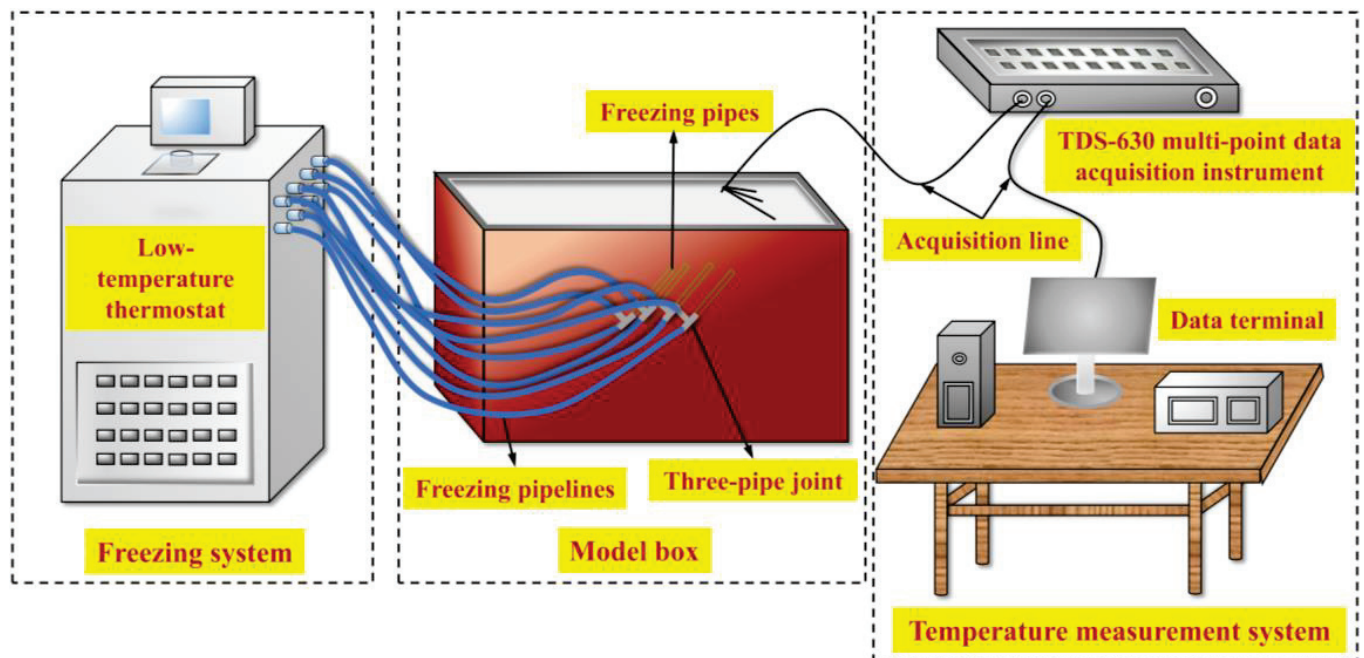 Low-
temperature
thermostat
Freezing system
Freezing pipes
Freezing pipelines
Three-pipe joint
Model box
TDS-630 multi-point data
acquisition instrument
Acquisition line
Data terminal
Temperature measurement system